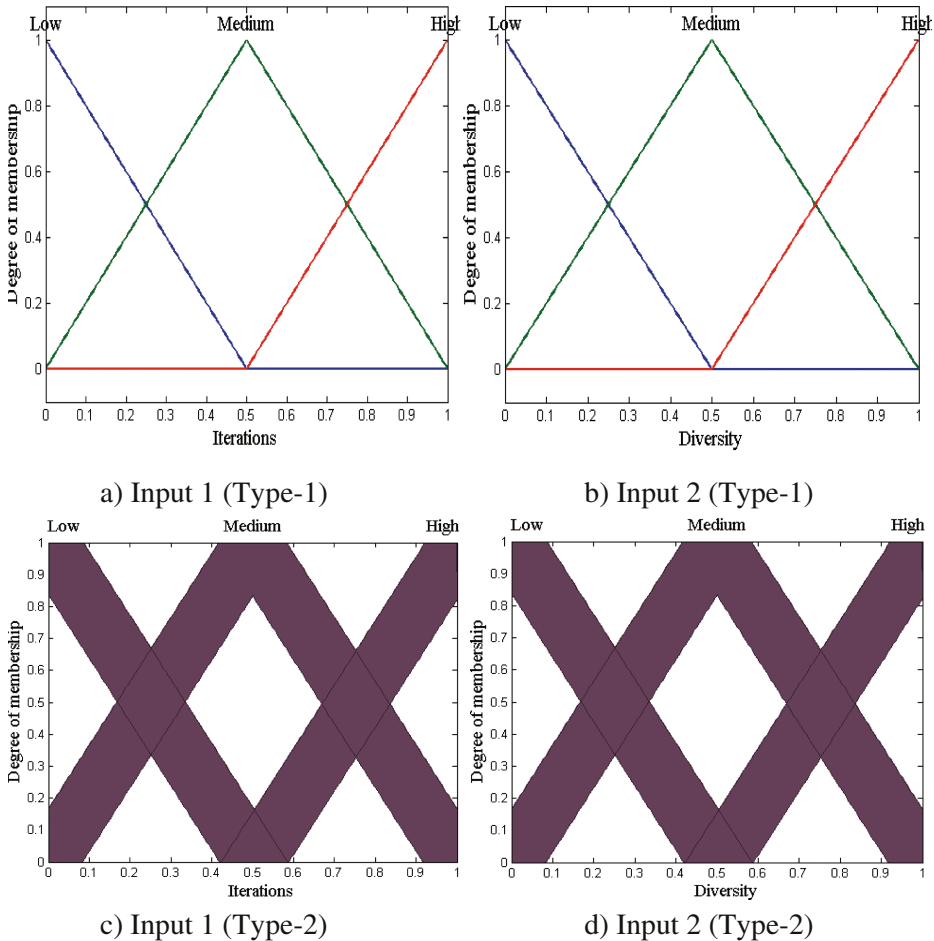 Low Medium High
1
0.8
0.6
0.4
0.2
0
Degree of membership
0 0.1 0.2 0.3 0.4 0.5 0.6 0.7 0.8 0.9 1
Iterations
a) Input 1 (Type-1)
Low Medium High
1
0.8
0.6
0.4
0.2
0
Degree of membership
0 0.1 0.2 0.3 0.4 0.5 0.6 0.7 0.8 0.9 1
Diversity
b) Input 2 (Type-1)
Low Medium High
1
0.9
0.8
0.7
0.6
0.5
0.4
0.3
0.2
0.1
0
Degree of membership
0 0.1 0.2 0.3 0.4 0.5 0.6 0.7 0.8 0.9 1
Iterations
c) Input 1 (Type-2)
Low Medium High
1
0.9
0.8
0.7
0.6
0.5
0.4
0.3
0.2
0.1
0
Degree of membership
0 0.1 0.2 0.3 0.4 0.5 0.6 0.7 0.8 0.9 1
Diversity
d) Input 2 (Type-2)